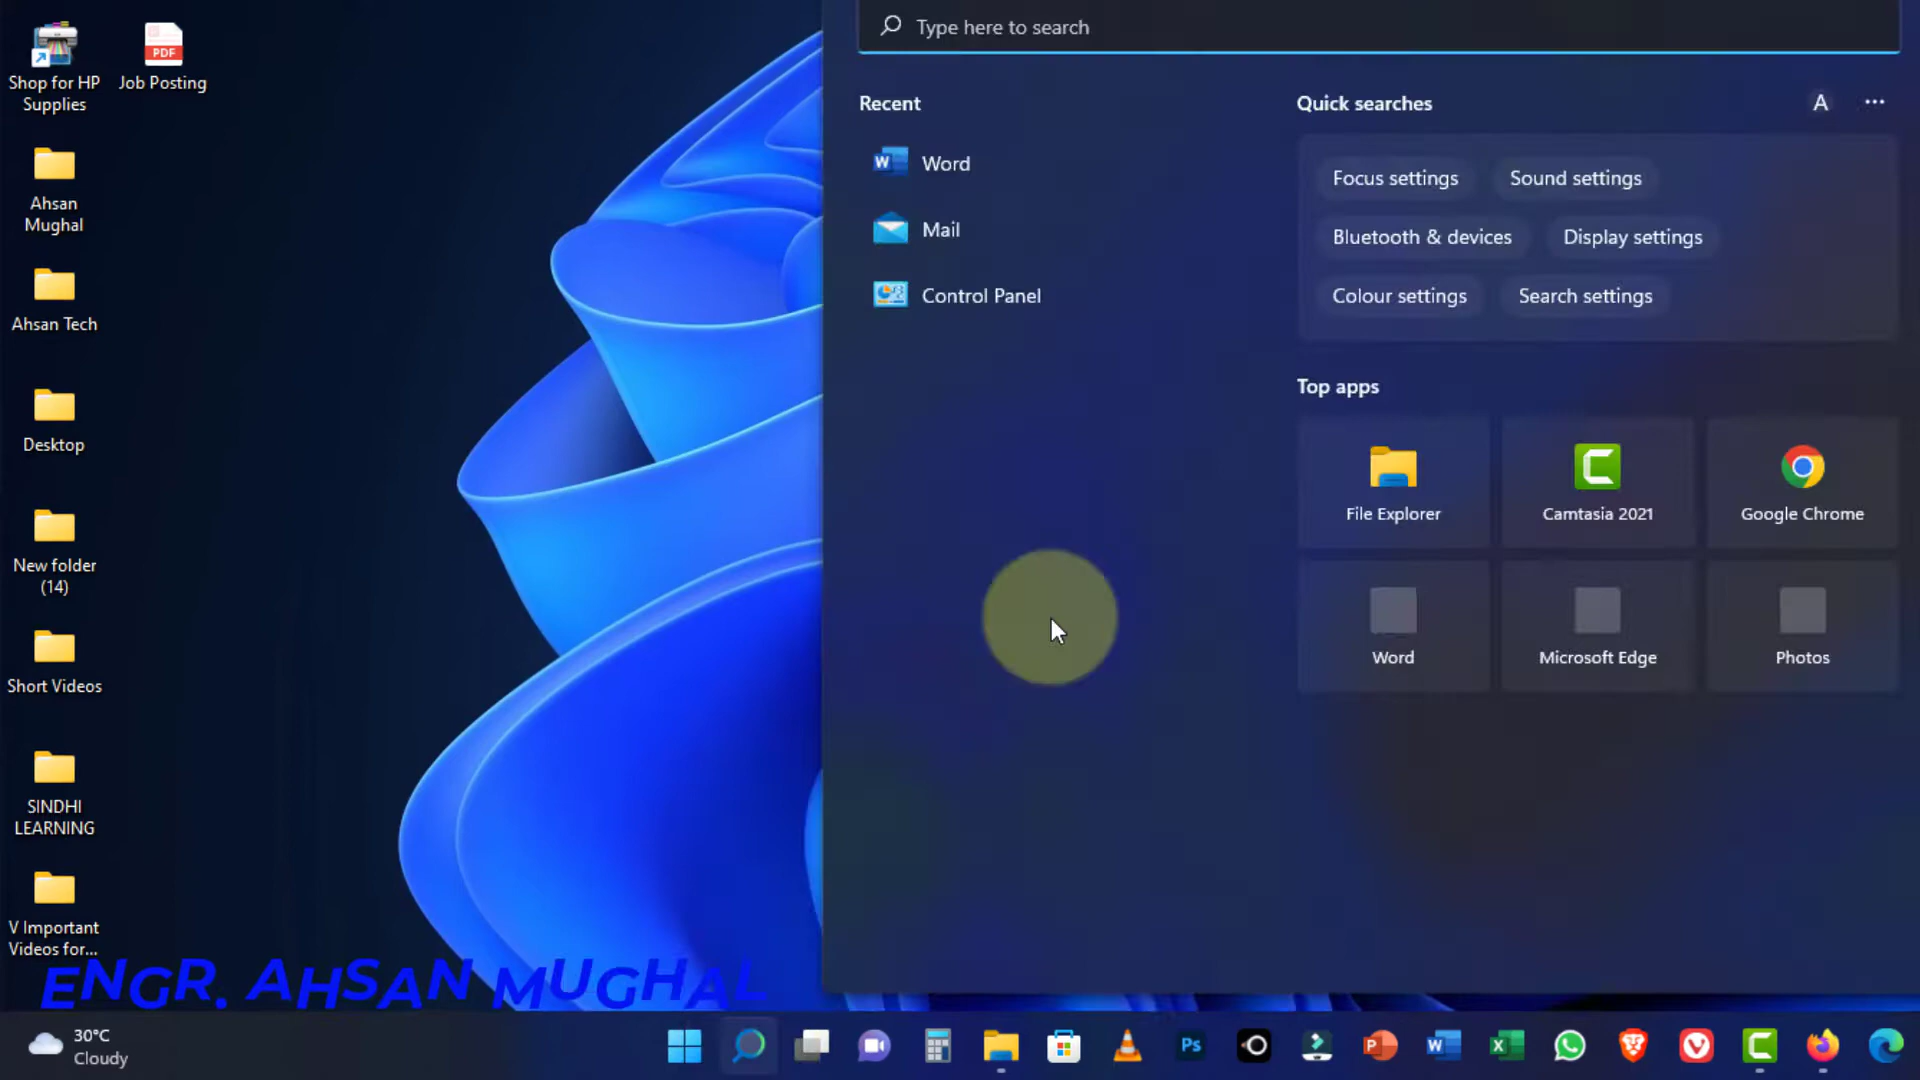 Shop for HP
Supplies
Job Posting
Ahsan
Mughal
Ahsan Tech
Desktop
New folder
(14)
Short Videos
SINDHI
LEARNING
V Important
Videos for...
ENGR. AHSAN MUGHAL
Type here to search
Recent
Word
Mail
Control Panel
Quick searches
A
Focus settings
Sound settings
Bluetooth & devices
Display settings
Colour settings
Search settings
Top apps
File Explorer
Camtasia 2021
Google Chrome
Word
Microsoft Edge
Photos
30°C
Cloudy
PDF
W
Ps
P
W
X